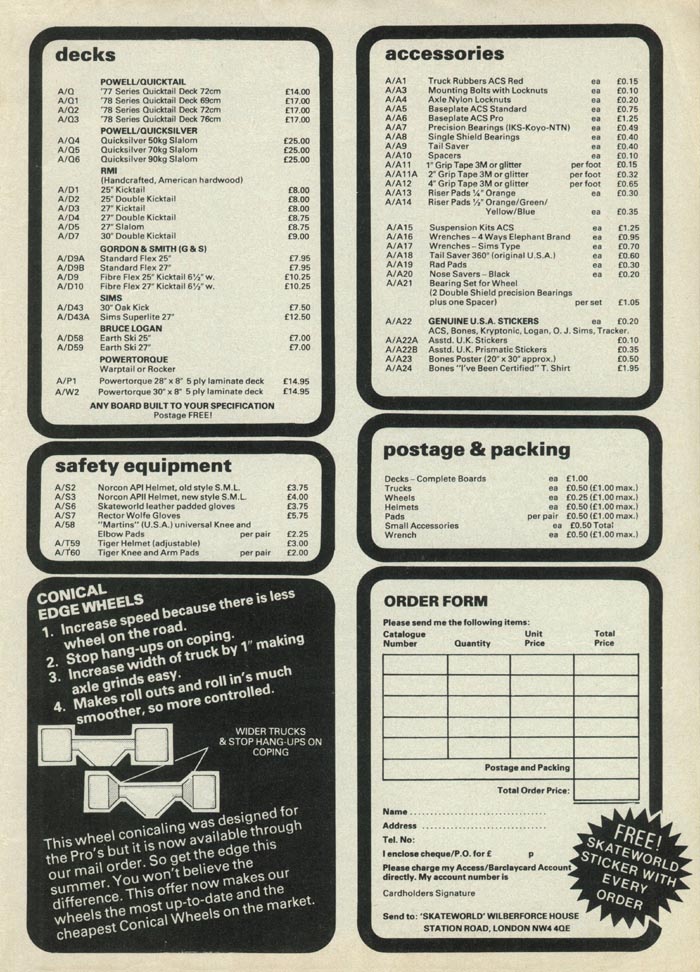 decks
POWELL/QUICKTAIL
A/Q '77 Series Quicktail Deck 72cm £14.00
A/Q1 '78 Series Quicktail Deck 69cm £17.00
A/Q2 '78 Series Quicktail Deck 72cm £17.00
A/Q3 '78 Series Quicktail Deck 76cm £17.00
POWELL/QUICKSILVER
A/Q4 Quicksilver 50kg Slalom £25.00
A/Q5 Quicksilver 70kg Slalom £25.00
A/Q6 Quicksilver 90kg Slalom £25.00
RMI
(Handcrafted, American hardwood)
A/D1 25" Kicktail £8.00
A/D2 25" Double Kicktail £8.00
A/D3 27" Kicktail £8.00
A/D4 27" Double Kicktail £8.75
A/D5 27" Slalom £8.75
A/D7 30" Double Kicktail £9.00
GORDON & SMITH (G & S)
A/D9A Standard Flex 25" £7.95
A/D9B Standard Flex 27" £7.95
A/D9 Fibre Flex 25" Kicktail 6½" w. £10.25
A/D10 Fibre Flex 27" Kicktail 6½" w. £10.25
SIMS
A/D43 30" Oak Kick £7.50
A/D43A Sims Superlite 27" £12.50
BRUCE LOGAN
A/D58 Earth Ski 25" £7.00
A/D59 Earth Ski 27" £7.00
POWERTORQUE
Warptail or Rocker
A/P1 Powertorque 28" x 8" 5 ply laminate deck £14.95
A/W2 Powertorque 30" x 8" 5 ply laminate deck £14.95
ANY BOARD BUILT TO YOUR SPECIFICATION
Postage FREE!
safety equipment
A/S2 Norcon API Helmet, old style S.M.L. £3.75
A/S3 Norcon APII Helmet, new style S.M.L. £4.00
A/S6 Skateworld leather padded gloves £3.75
A/S7 Rector Wolfe Gloves £5.75
A/58 "Martins" (U.S.A.) universal Knee and
Elbow Pads per pair £2.25
A/T59 Tiger Helmet (adjustable) £3.00
A/T60 Tiger Knee and Arm Pads per pair £2.00
CONICAL
EDGE WHEELS
1. Increase speed because there is less
wheel on the road.
2. Stop hang-ups on coping.
3. Increase width of truck by 1" making
axle grinds easy.
4. Makes roll outs and roll in's much
smoother, so more controlled.
WIDER TRUCKS
& STOP HANG-UPS ON
COPING
This wheel conicaling was designed for
the Pro's but it is now available through
our mail order. So get the edge this
summer. You won't believe the
difference. This offer now makes our
wheels the most up-to-date and the
cheapest Conical Wheels on the market.
accessories
A/A1 Truck Rubbers ACS Red ea £0.15
A/A3 Mounting Bolts with Locknuts ea £0.10
A/A4 Axle Nylon Locknuts ea £0.20
A/A5 Baseplate ACS Standard ea £0.75
A/A6 Baseplate ACS Pro ea £1.25
A/A7 Precision Bearings (IKS-Koyo-NTN) ea £0.49
A/A8 Single Shield Bearings ea £0.40
A/A9 Tail Saver ea £0.40
A/A10 Spacers ea £0.10
A/A11 1" Grip Tape 3M or glitter per foot £0.15
A/A11A 2" Tape 3M or glitter per foot £0.32
A/A12 4" Grip Tape 3M or glitter per foot £0.65
A/A13 Riser Pads ¼" Orange ea £0.30
A/A14 Riser Pads ½" Orange/Green/
Yellow/Blue ea £0.35
A/A15 Suspension Kits ACS ea £1.25
A/A16 Wrenches – 4 Ways Elephant Brand ea £0.95
A/A17 Wrenches – Sims Type ea £0.70
A/A18 Tail Saver 360° (original U.S.A.) ea £0.60
A/A19 Rad Pads ea £0.30
A/A20 Nose Savers – Black ea £0.20
A/A21 Bearing Set for Wheel
(2 Double Shield precision Bearings
plus one Spacer) per set £1.05
A/A22 GENUINE U.S.A. STICKERS ea £0.20
ACS, Bones, Kryptonic, Logan, O. J. Sims, Tracker.
A/A22A Asstd. U.K. Stickers £0.10
A/A22B Asstd. U.K. Prismatic Stickers £0.35
A/A23 Bones Poster (20" x 30" approx.) £0.50
A/A24 Bones "I've Been Certified" T. Shirt £1.95
postage & packing
Decks – Complete Boards ea £1.00
Trucks ea £0.50 (£1.00 max.)
Wheels ea £0.25 (£1.00 max.)
Helmets ea £0.50 (£1.00 max.)
Pads per pair £0.50 (£1.00 max.)
Small Accessories ea £0.50 Total
Wrench ea £0.50 (£1.00 max.)
ORDER FORM
Please send me the following items:
Catalogue Number Quantity Unit Price Total Price
Postage and Packing
Total Order Price:
Name
Address
Tel. No:
I enclose cheque/P.O. for £ p
Please charge my Access/Barclaycard Account
directly. My account number is
Cardholders Signature
Send to: 'SKATEWORLD' WILBERFORCE HOUSE
STATION ROAD, LONDON NW4 4QE
FREE!
SKATEWORLD
STICKER WITH
EVERY
ORDER